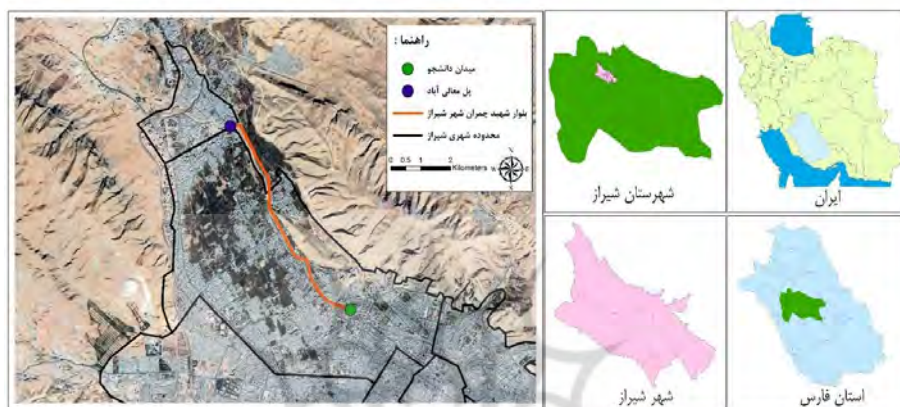 راهنما :
میدان دانشجو
پل معالی آباد
بلوار شهید چمران شهر شیراز
محدوده شهری شیراز
0 0.5 1 2
Kilometers
شهرستان شیراز
ایران
شهر شیراز
استان فارس